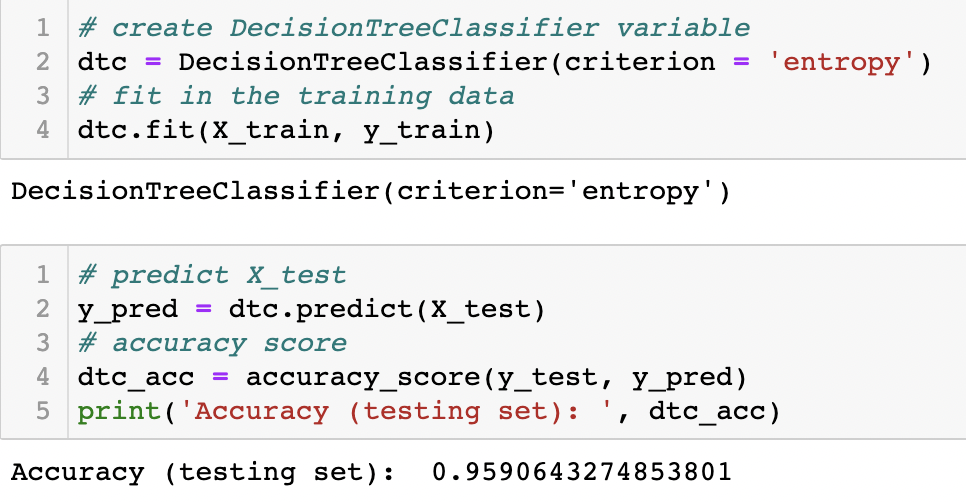 1 # create DecisionTreeClassifier variable
2 dtc = DecisionTreeClassifier(criterion = 'entropy')
3 # fit in the training data
4 dtc.fit(X_train, y_train)
DecisionTreeClassifier(criterion='entropy')
1 # predict X_test
2 y_pred = dtc.predict(X_test)
3 # accuracy score
4 dtc_acc = accuracy_score(y_test, y_pred)
5 print('Accuracy (testing set): ', dtc_acc)
Accuracy (testing set):  0.9590643274853801